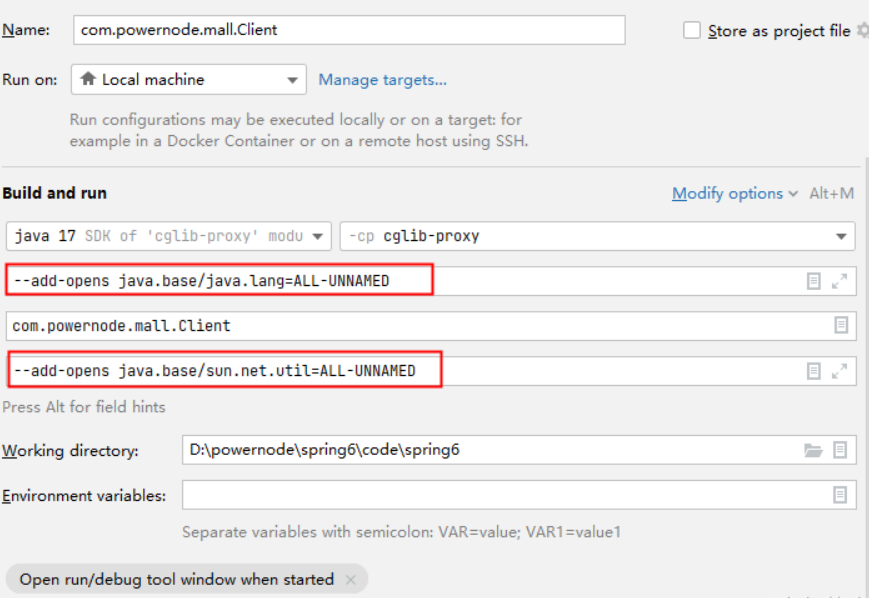 Name: com.powernode.mall.Client Store as project file
Run on: Local machine Manage targets...
Run configurations may be executed locally or on a target: for
example in a Docker Container or on a remote host using SSH.
Build and run Modify options Alt+M
java 17 SDK of 'cglib-proxy' modu -cp cglib-proxy
--add-opens java.base/java.lang=ALL-UNNAMED
com.powernode.mall.Client
--add-opens java.base/sun.net.util=ALL-UNNAMED
Press Alt for field hints
Working directory: D:\powernode\spring6\code\spring6
Environment variables:
Separate variables with semicolon: VAR=value; VAR1=value1
Open run/debug tool window when started ×